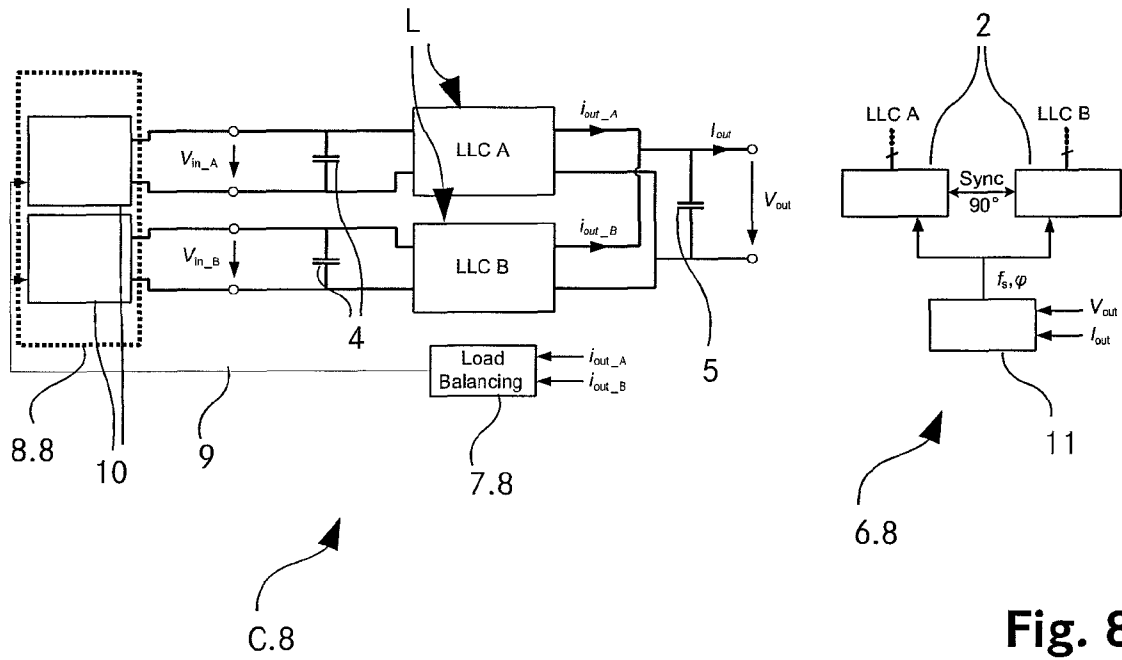 L
2
LLC A
LLC B
i_out_A
I_out
V_in_A
LLC A
V_out
Sync
90°
i_out_B
V_in_B
LLC B
f_s, φ
V_out
I_out
4
5
Load
Balancing
i_out_A
i_out_B
8.8
10
9
7.8
11
6.8
C.8
Fig. 8